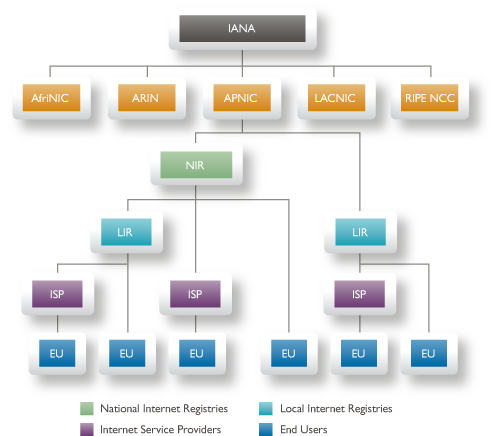 IANA
AfriNIC ARIN APNIC LACNIC RIPE NCC
NIR
LIR LIR
ISP ISP ISP
EU EU EU EU EU EU
National Internet Registries Local Internet Registries
Internet Service Providers End Users